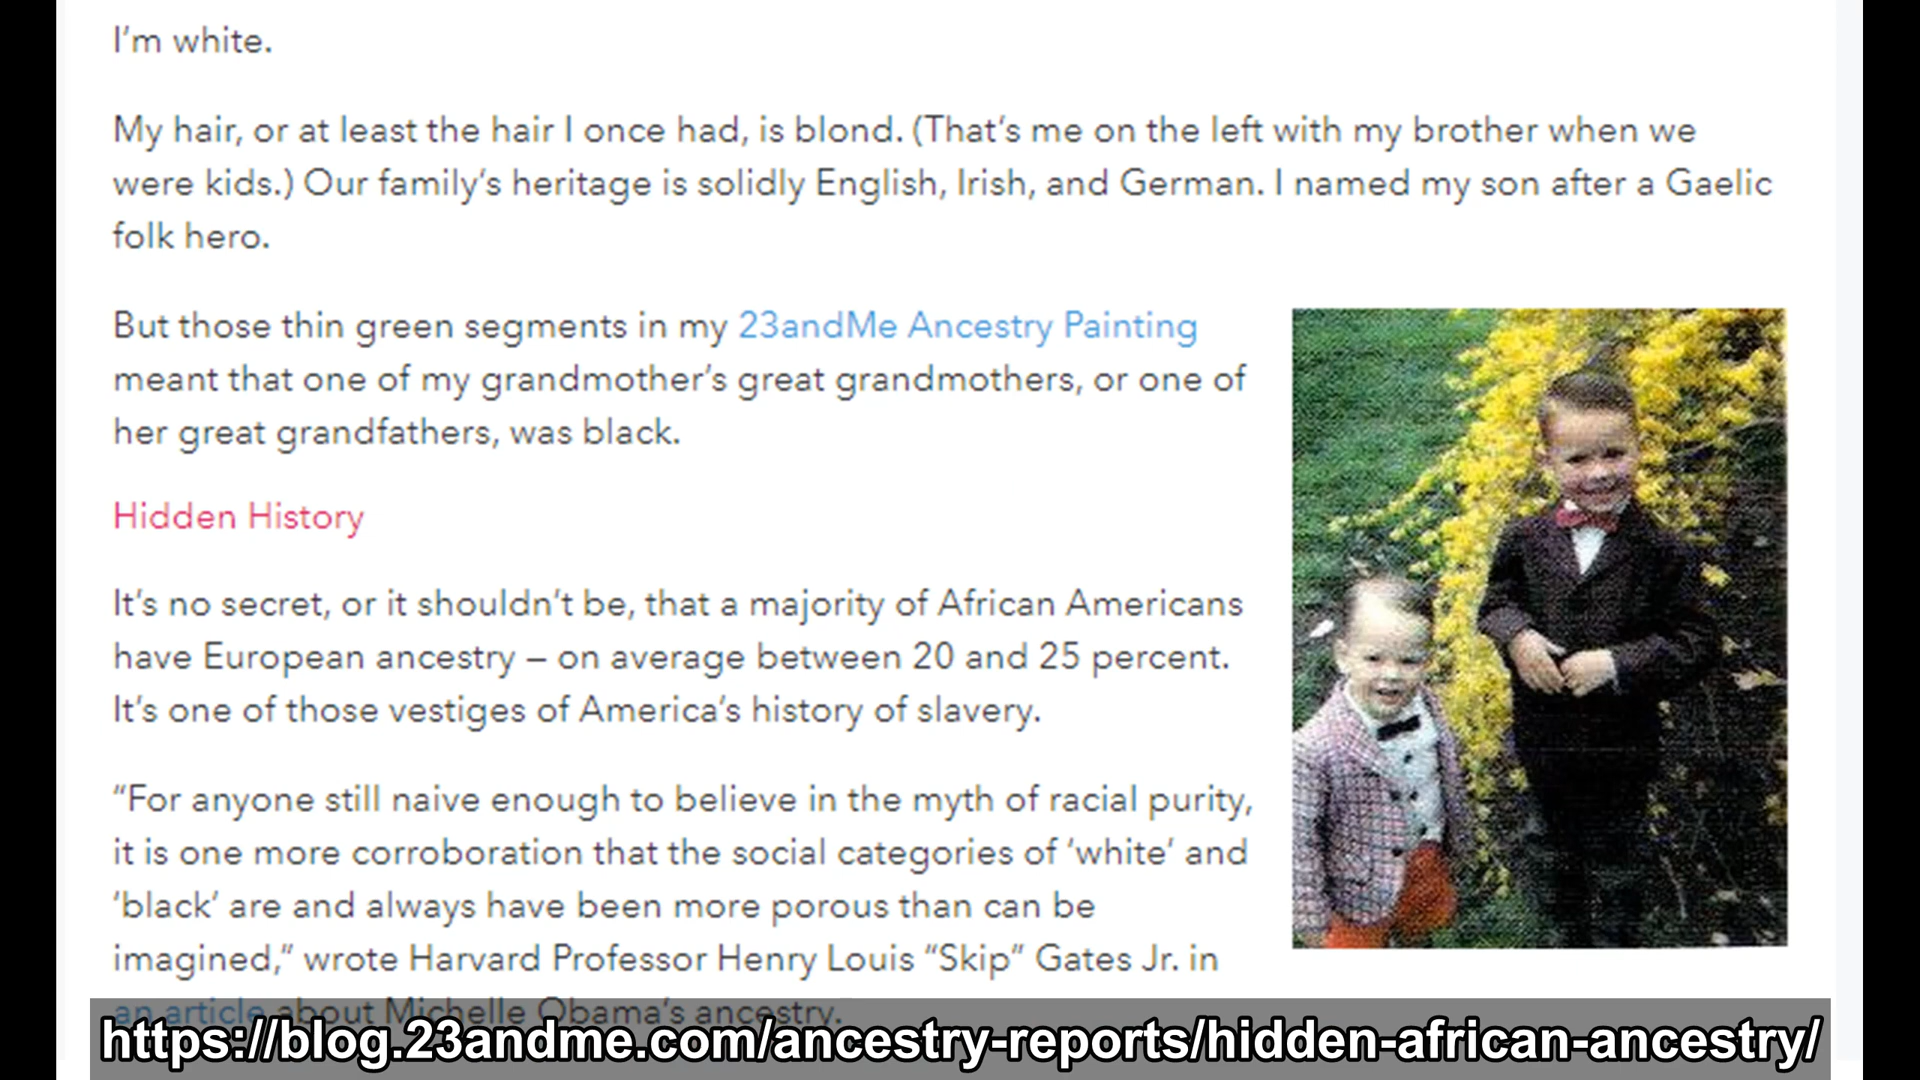 I'm white.
My hair, or at least the hair I once had, is blond. (That's me on the left with my brother when we
were kids.) Our family's heritage is solidly English, Irish, and German. I named my son after a Gaelic
folk hero.
But those thin green segments in my 23andMe Ancestry Painting
meant that one of my grandmother's great grandmothers, or one of
her great grandfathers, was black.
Hidden History
It's no secret, or it shouldn't be, that a majority of African Americans
have European ancestry – on average between 20 and 25 percent.
It's one of those vestiges of America's history of slavery.
“For anyone still naive enough to believe in the myth of racial purity,
it is one more corroboration that the social categories of ‘white’ and
‘black’ are and always have been more porous than can be
imagined,” wrote Harvard Professor Henry Louis “Skip” Gates Jr. in
an article about Michelle Obama's ancestry.
https://blog.23andme.com/ancestry-reports/hidden-african-ancestry/